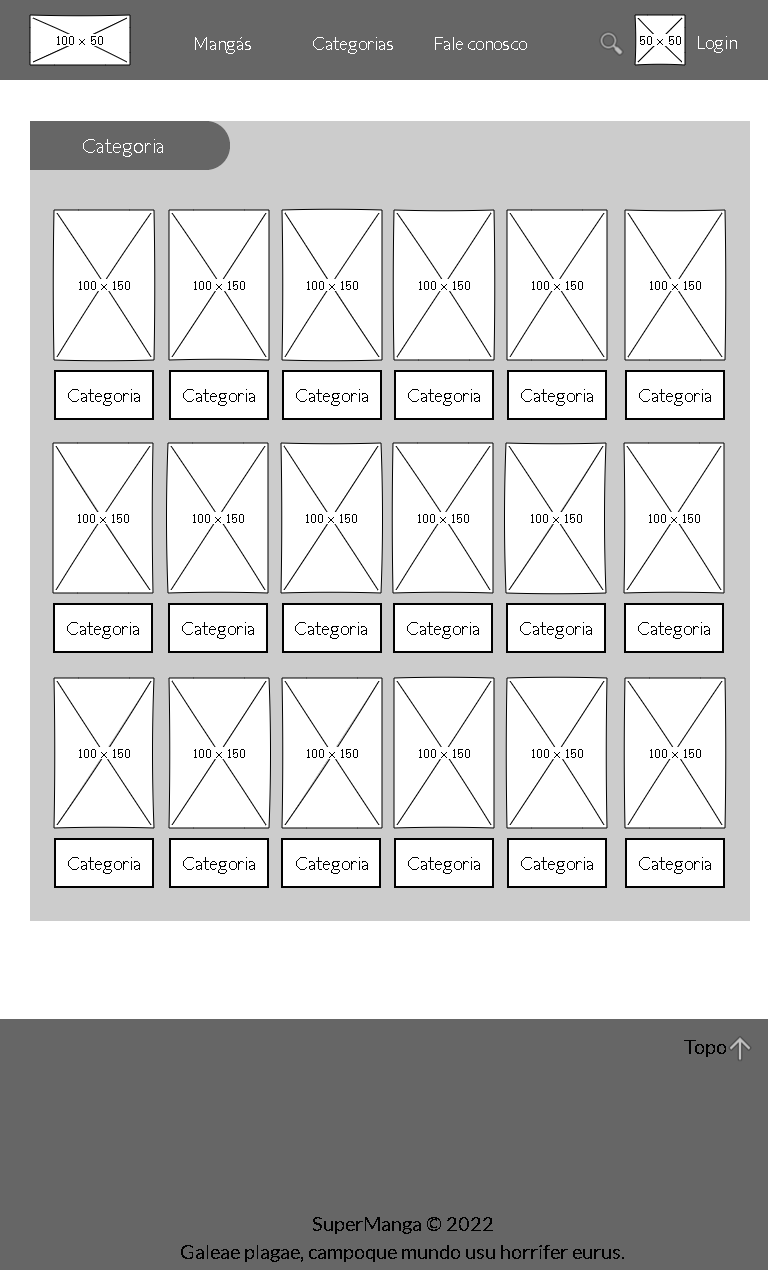 100 x 50 Mangás Categorias Fale conosco 50 x 50 Login
Categoria
100 x 150 100 x 150 100 x 150 100 x 150 100 x 150 100 x 150
Categoria Categoria Categoria Categoria Categoria Categoria
100 x 150 100 x 150 100 x 150 100 x 150 100 x 150 100 x 150
Categoria Categoria Categoria Categoria Categoria Categoria
100 x 150 100 x 150 100 x 150 100 x 150 100 x 150 100 x 150
Categoria Categoria Categoria Categoria Categoria Categoria
Topo
SuperManga © 2022
Galeae plagae, campoque mundo usu horrifer eurus.